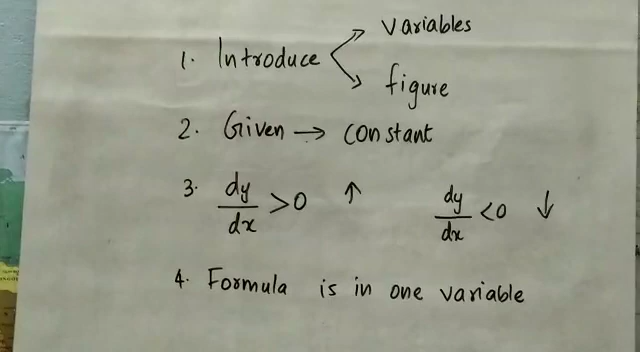 variables
1. Introduce
figure
2. Given → constant
3. dy/dx >0 ↑ dy/dx <0 ↓
4. Formula is in one variable